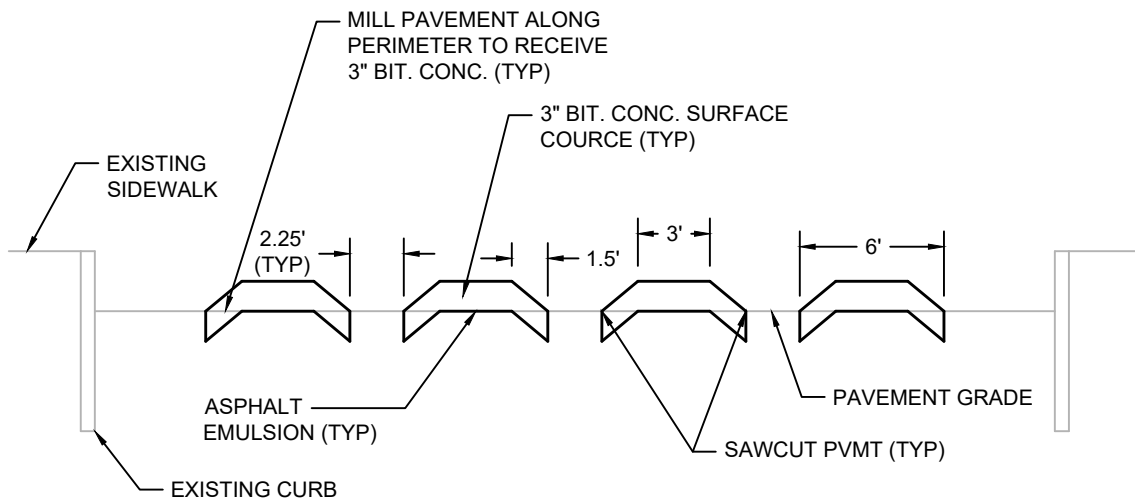 MILL PAVEMENT ALONG
PERIMETER TO RECEIVE
3" BIT. CONC. (TYP)
3" BIT. CONC. SURFACE
COURCE (TYP)
EXISTING
SIDEWALK
2.25'
(TYP)
1.5'
3'
6'
ASPHALT
EMULSION (TYP)
PAVEMENT GRADE
SAWCUT PVMT (TYP)
EXISTING CURB